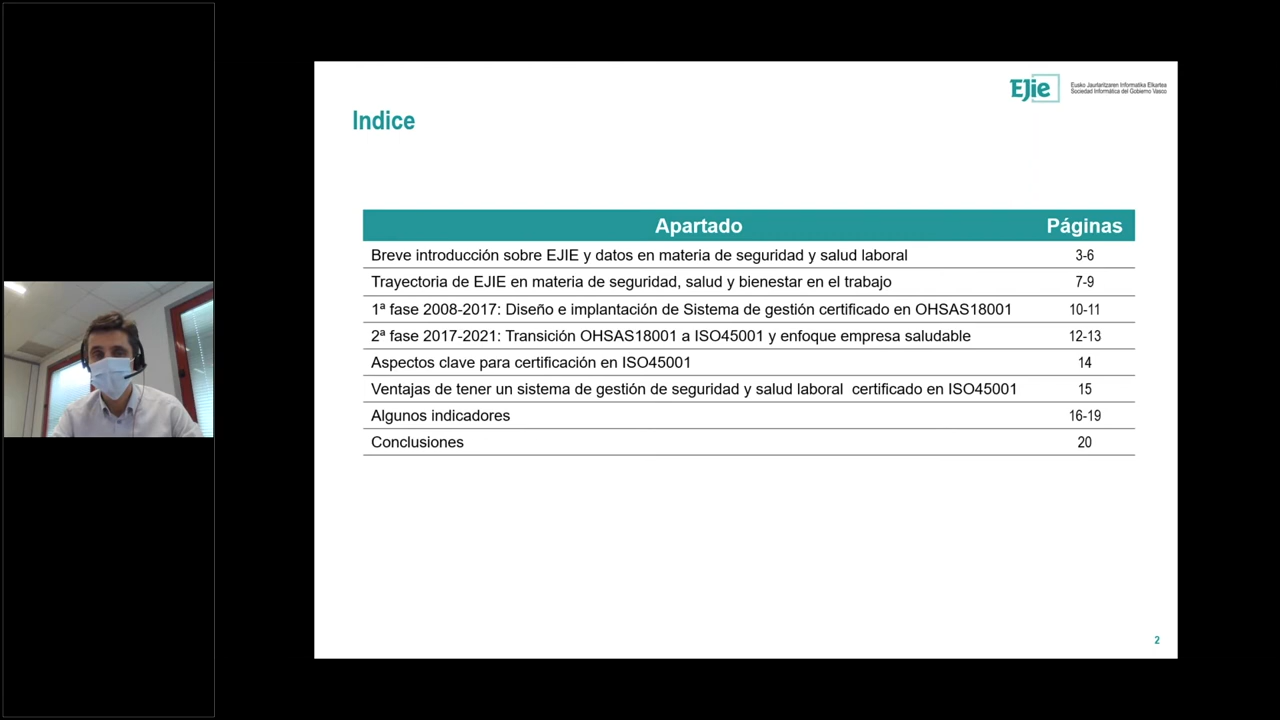 EJie
Eusko Jaurlaritzaren Informatika Elkartea
Sociedad Informática del Gobierno Vasco
Indice
Apartado Páginas
Breve introducción sobre EJIE y datos en materia de seguridad y salud laboral 3-6
Trayectoria de EJIE en materia de seguridad, salud y bienestar en el trabajo 7-9
1ª fase 2008-2017: Diseño e implantación de Sistema de gestión certificado en OHSAS18001 10-11
2ª fase 2017-2021: Transición OHSAS18001 a ISO45001 y enfoque empresa saludable 12-13
Aspectos clave para certificación en ISO45001 14
Ventajas de tener un sistema de gestión de seguridad y salud laboral certificado en ISO45001 15
Algunos indicadores 16-19
Conclusiones 20
2